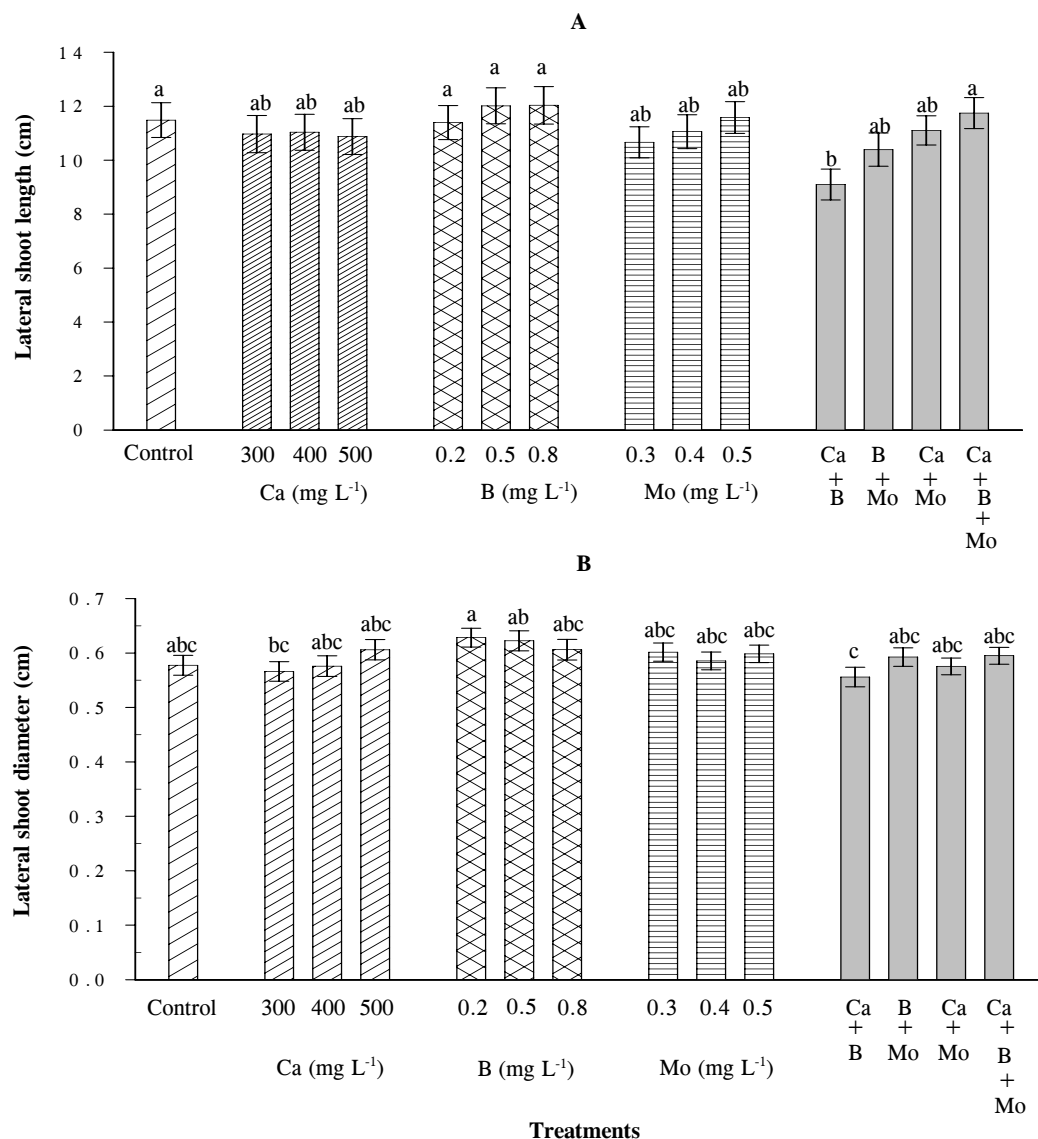 A
14
12
10
8
6
4
2
0
Lateral shoot length (cm)
a ab ab ab a a a ab ab ab b ab ab a
Control 300 400 500 0.2 0.5 0.8 0.3 0.4 0.5
Ca (mg L-1) B (mg L-1) Mo (mg L-1)
Ca + B
B + Mo
Ca + Mo
Ca + B + Mo
B
0.7
0.6
0.5
0.4
0.3
0.2
0.1
0.0
Lateral shoot diameter (cm)
abc bc abc abc a ab abc abc abc abc c abc abc abc
Control 300 400 500 0.2 0.5 0.8 0.3 0.4 0.5
Ca (mg L-1) B (mg L-1) Mo (mg L-1)
Ca + B
B + Mo
Ca + Mo
Ca + B + Mo
Treatments